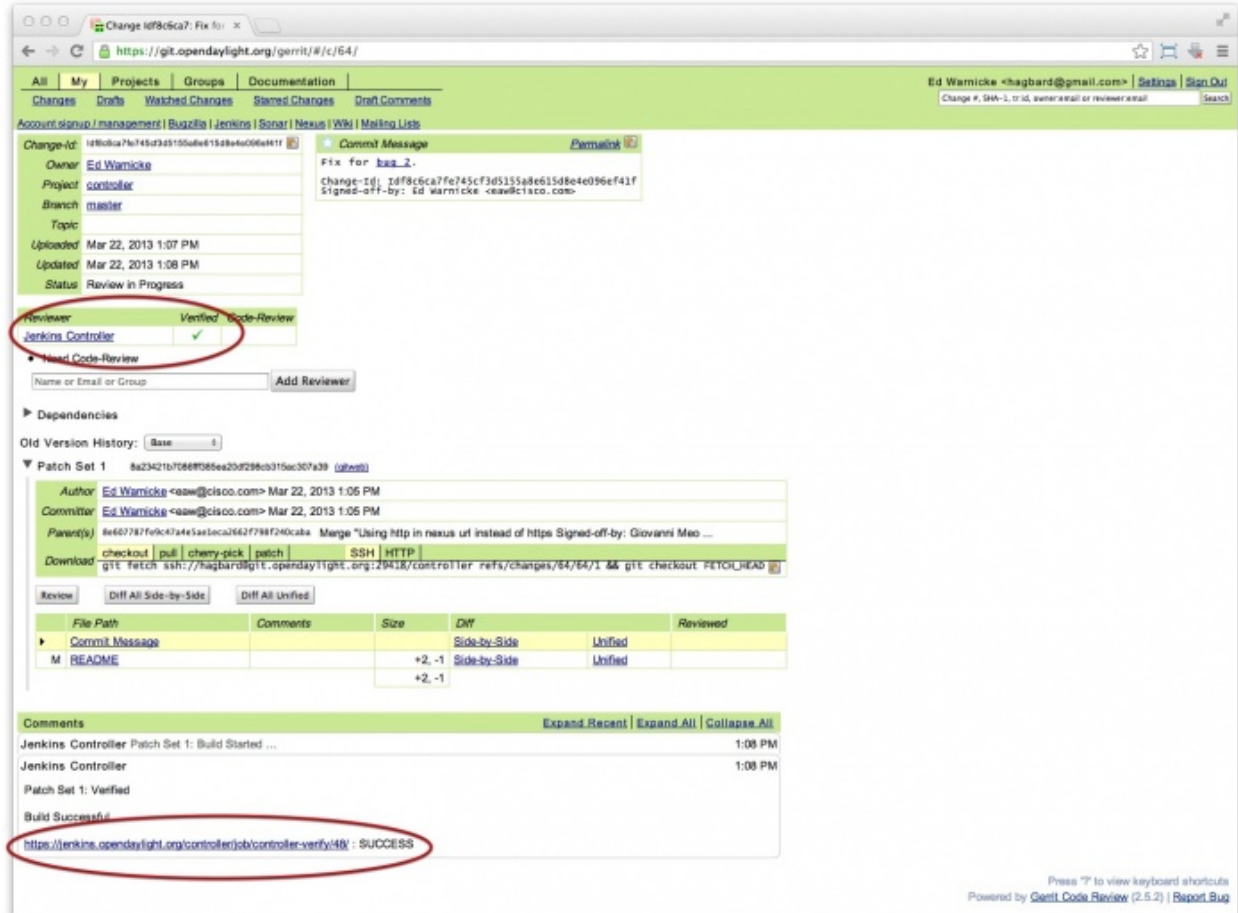 Change Idf8c6ca7: Fix for
https://git.opendaylight.org/gerrit/#/c/64/
All My Projects Groups Documentation
Ed Warnicke <hagbard@gmail.com> Settings Sign Out
Changes Drafts Watched Changes Starred Changes Draft Comments
Change #, SHA-1, tr:id, owner:email or reviewer:email Search
Account signup / management | Bugzilla | Jenkins | Sonar | Nexus | Wiki | Mailing Lists
Change-Id: Idf8c6ca7fe745cf3d5155a8e615d8e4e096ef41f
Owner Ed Warnicke
Project controller
Branch master
Topic
Uploaded Mar 22, 2013 1:07 PM
Updated Mar 22, 2013 1:08 PM
Status Review in Progress
Commit Message Permalink
Fix for bug 2.
Change-Id: Idf8c6ca7fe745cf3d5155a8e615d8e4e096ef41f
Signed-off-by: Ed Warnicke <eaw@cisco.com>
Reviewer Verified Code-Review
Jenkins Controller ✓
Need Code-Review
Name or Email or Group Add Reviewer
Dependencies
Old Version History: Base
Patch Set 1 (gitweb)
Author Ed Warnicke <eaw@cisco.com> Mar 22, 2013 1:05 PM
Committer Ed Warnicke <eaw@cisco.com> Mar 22, 2013 1:05 PM
Parent(s) Merge "Using http in nexus url instead of https Signed-off-by: Giovanni Meo ...
Download checkout pull cherry-pick patch SSH HTTP
git fetch ssh://hagbard@git.opendaylight.org:29418/controller refs/changes/64/64/1 && git checkout FETCH_HEAD
Review Diff All Side-by-Side Diff All Unified
File Path Comments Size Diff Reviewed
Commit Message Side-by-Side Unified
M README +2, -1 Side-by-Side Unified
+2, -1
Comments Expand Recent Expand All Collapse All
Jenkins Controller Patch Set 1: Build Started ... 1:08 PM
Jenkins Controller 1:08 PM
Patch Set 1: Verified
Build Successful
https://jenkins.opendaylight.org/controller/job/controller-verify/48/ : SUCCESS
Press '?' to view keyboard shortcuts
Powered by Gerrit Code Review (2.5.2) | Report Bug